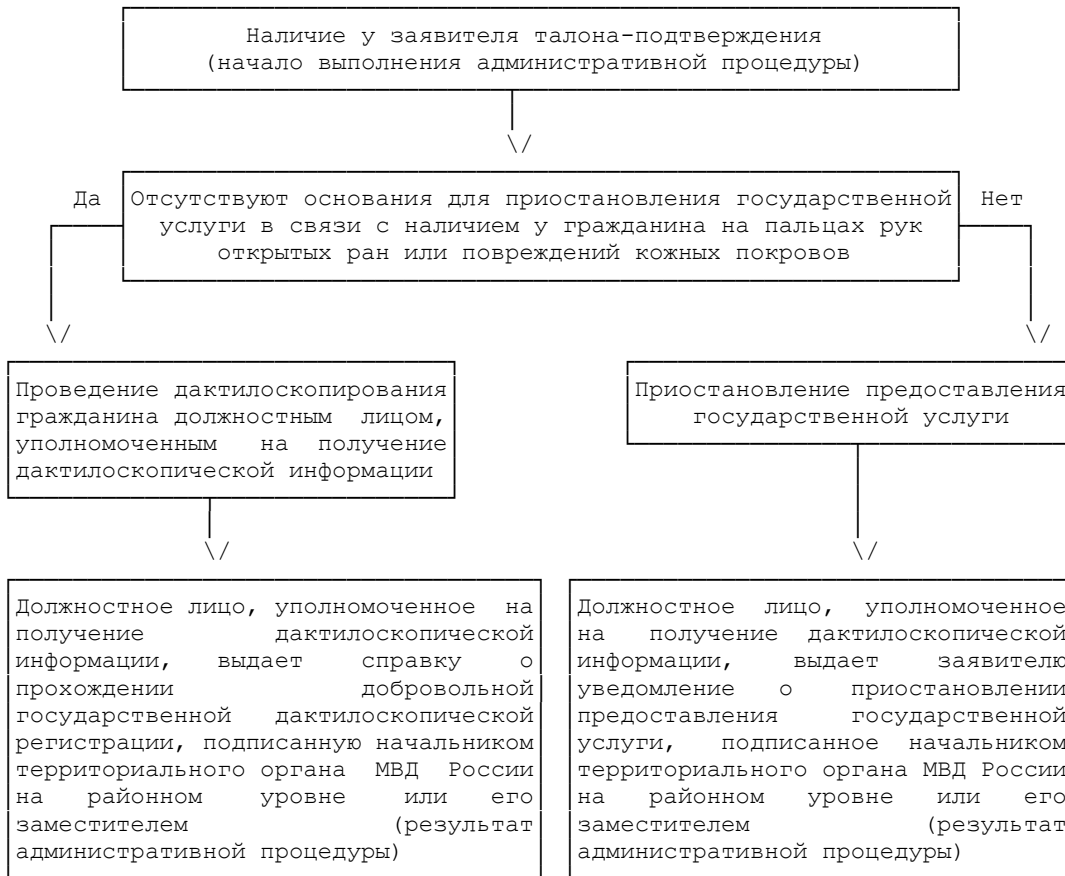 Наличие у заявителя талона-подтверждения
(начало выполнения административной процедуры)
Да
Отсутствуют основания для приостановления государственной
услуги в связи с наличием у гражданина на пальцах рук
открытых ран или повреждений кожных покровов
Нет
Проведение дактилоскопирования
гражданина должностным лицом,
уполномоченным на получение
дактилоскопической информации
Приостановление предоставления
государственной услуги
Должностное лицо, уполномоченное на
получение дактилоскопической
информации, выдает справку о
прохождении добровольной
государственной дактилоскопической
регистрации, подписанную начальником
территориального органа МВД России
на районном уровне или его
заместителем (результат
административной процедуры)
Должностное лицо, уполномоченное
на получение дактилоскопической
информации, выдает заявителю
уведомление о приостановлении
предоставления государственной
услуги, подписанное начальником
территориального органа МВД России
на районном уровне или его
заместителем (результат
административной процедуры)